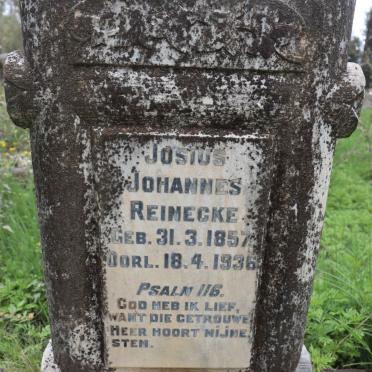 JOSIUS
JOHANNES
REINECKE
GEB. 31.3.1857
OORL. 18.4.1936
PSALM 116.
GOD HEB IK LIEF,
WANT DIE GETROUWE
HEER HOORT MIJNE
STEM.